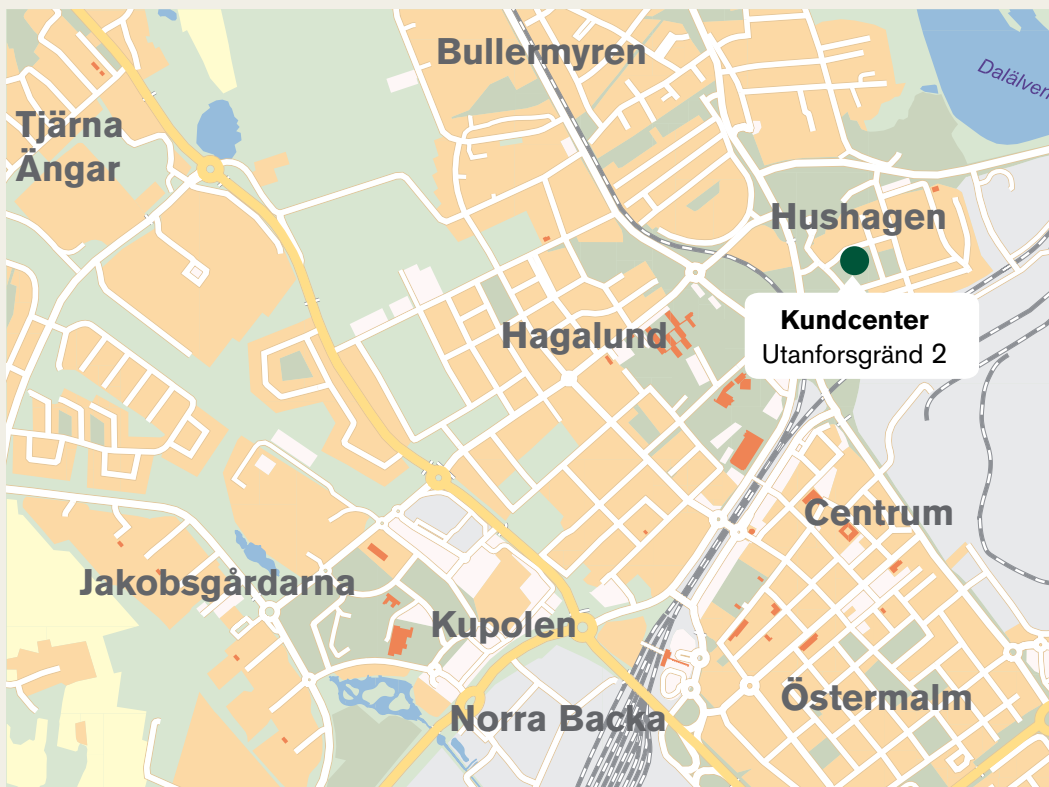 Bullermyren
Dalälven
Tjärna
Ängar
Hushagen
Kundcenter
Utanforsgränd 2
Hagalund
Centrum
Jakobsgårdarna
Kupolen
Östermalm
Norra Backa